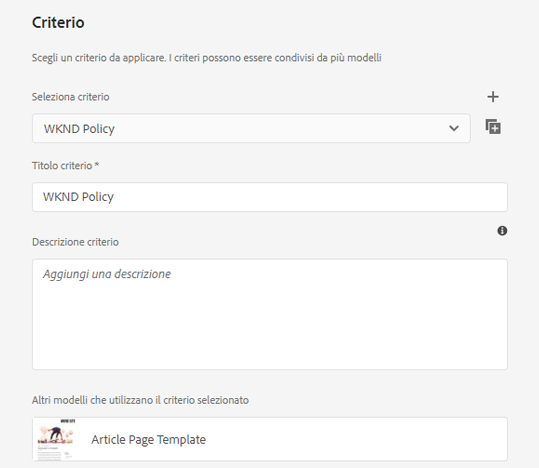 Criterio
Scegli un criterio da applicare. I criteri possono essere condivisi da più modelli
Seleziona criterio
WKND Policy
Titolo criterio *
WKND Policy
Descrizione criterio
Aggiungi una descrizione
Altri modelli che utilizzano il criterio selezionato
Article Page Template